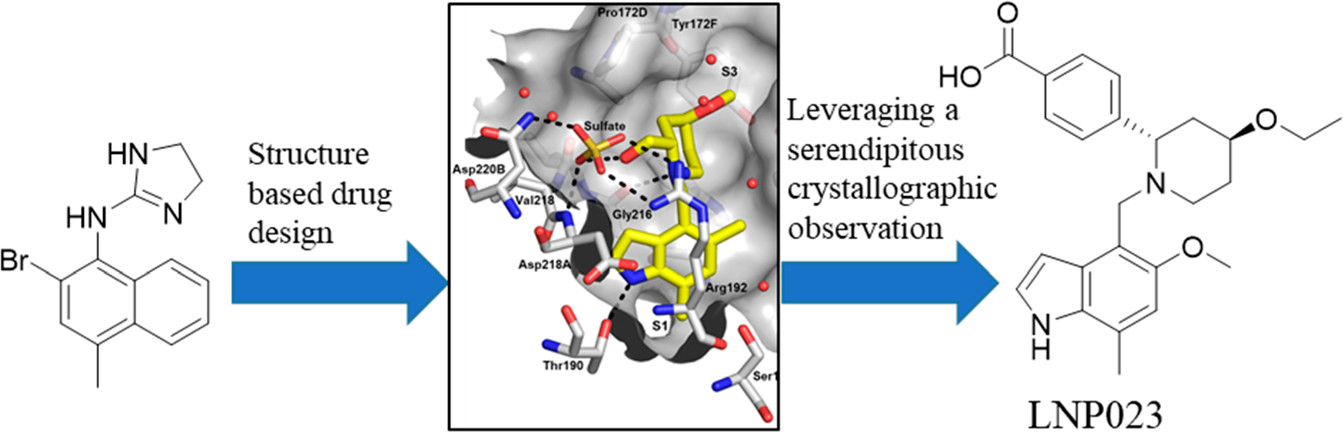 HN
HN
N
Br
Structure
based drug
design
Pro172D
Tyr172F
S3
Sulfate
Asp220B
Val218
Gly216
Asp218A
Arg192
S1
Thr190
Ser1
Leveraging a
serendipitous
crystallographic
observation
O
HO
O
N
O
N
H
LNP023